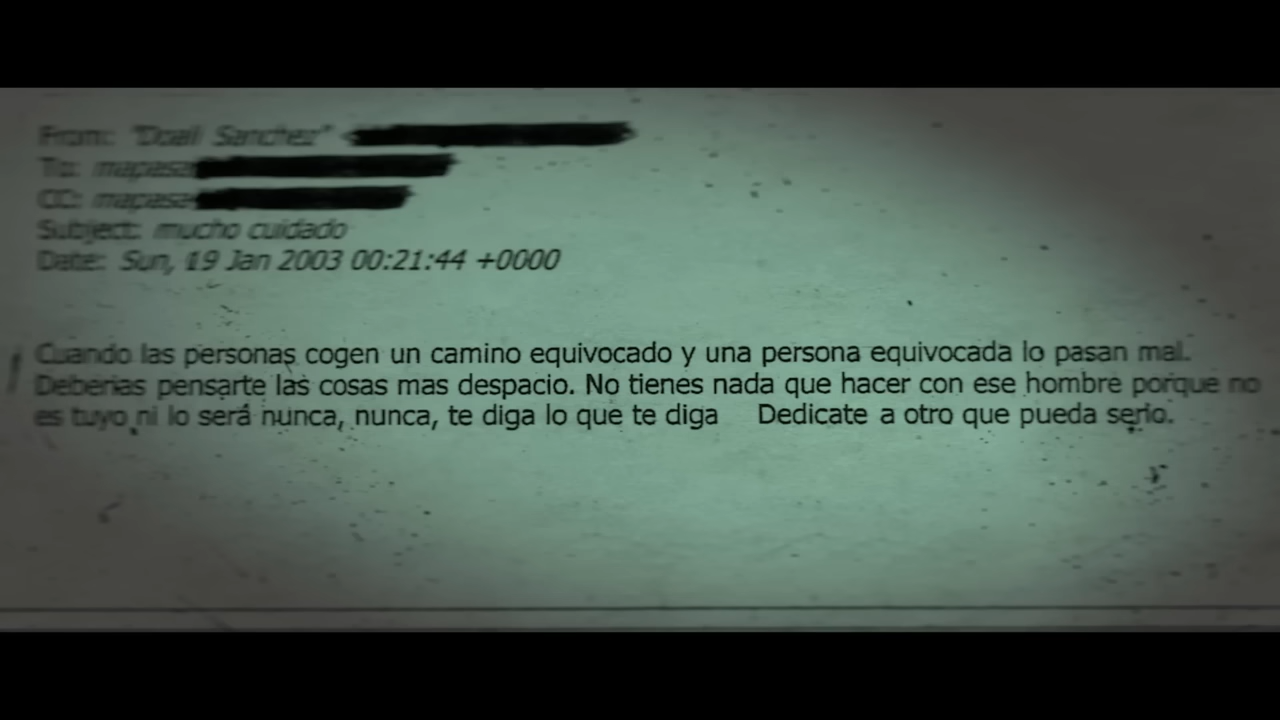 From: "Doali Sanchez"
To: mapasa
CC: mapasa
Subject: mucho cuidado
Date: Sun, 19 Jan 2003 00:21:44 +0000
Cuando las personas cogen un camino equivocado y una persona equivocada lo pasan mal.
Deberias pensarte las cosas mas despacio. No tienes nada que hacer con ese hombre porque no
es tuyo ni lo será nunca, nunca, te diga lo que te diga Dedicate a otro que pueda serlo.